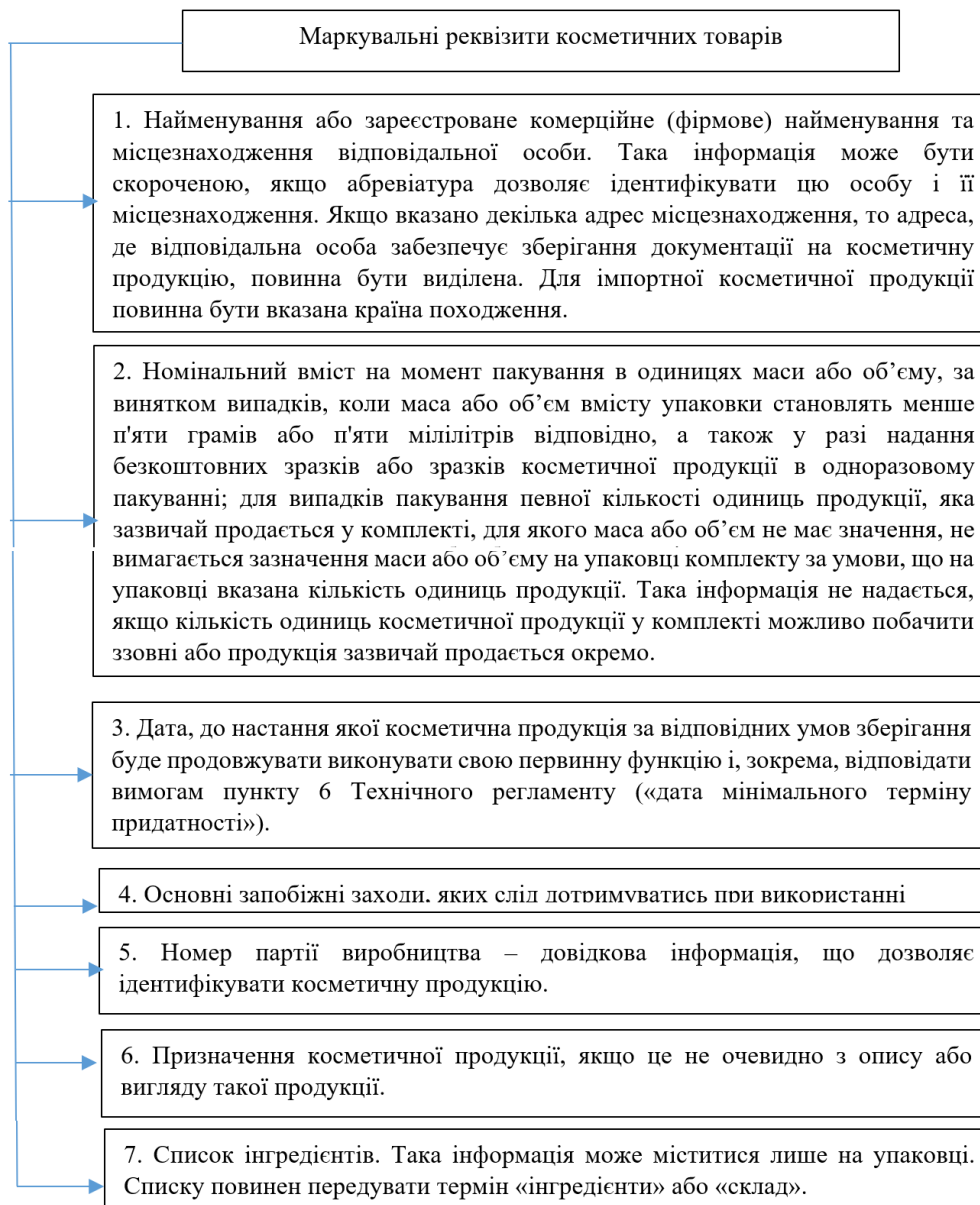 Маркувальні реквізити косметичних товарів
1. Найменування або зареєстроване комерційне (фірмове) найменування та
місцезнаходження відповідальної особи. Така інформація може бути
скороченою, якщо абревіатура дозволяє ідентифікувати цю особу і її
місцезнаходження. Якщо вказано декілька адрес місцезнаходження, то адреса,
де відповідальна особа забезпечує зберігання документації на косметичну
продукцію, повинна бути виділена. Для імпортної косметичної продукції
повинна бути вказана країна походження.
2. Номінальний вміст на момент пакування в одиницях маси або об’єму, за
винятком випадків, коли маса або об’єм вмісту упаковки становлять менше
п'яти грамів або п'яти мілілітрів відповідно, а також у разі надання
безкоштовних зразків або зразків косметичної продукції в одноразовому
пакуванні; для випадків пакування певної кількості одиниць продукції, яка
зазвичай продається у комплекті, для якого маса або об’єм не має значення, не
вимагається зазначення маси або об’єму на упаковці комплекту за умови, що на
упаковці вказана кількість одиниць продукції. Така інформація не надається,
якщо кількість одиниць косметичної продукції у комплекті можливо побачити
ззовні або продукція зазвичай продається окремо.
3. Дата, до настання якої косметична продукція за відповідних умов зберігання
буде продовжувати виконувати свою первинну функцію і, зокрема, відповідати
вимогам пункту 6 Технічного регламенту («дата мінімального терміну
придатності»).
4. Основні запобіжні заходи, яких слід дотримуватись при використанні
5. Номер партії виробництва – довідкова інформація, що дозволяє
ідентифікувати косметичну продукцію.
6. Призначення косметичної продукції, якщо це не очевидно з опису або
вигляду такої продукції.
7. Список інгредієнтів. Така інформація може міститися лише на упаковці.
Списку повинен передувати термін «інгредієнти» або «склад».